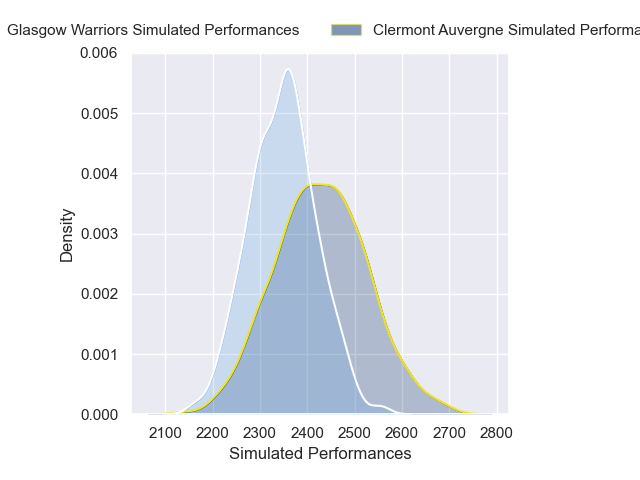 Glasgow Warriors Simulated Performances
Clermont Auvergne Simulated
0.006
0.005
0.004
0.003
0.002
0.001
0.000
Density
2100 2200 2300 2400 2500 2600 2700 2800
Simulated Performances